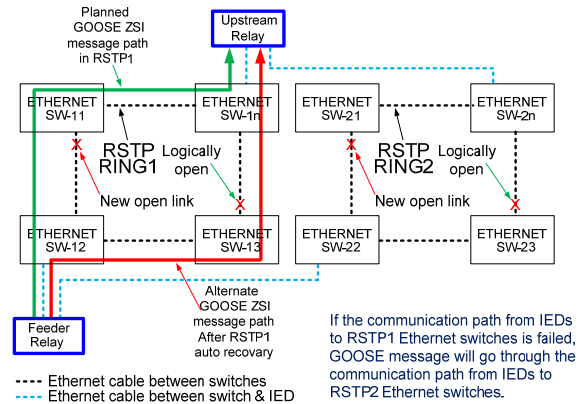 Planned
GOOSE ZSI
message path
in RSTP1
Upstream
Relay
ETHERNET
SW-11
ETHERNET
SW-1n
ETHERNET
SW-21
ETHERNET
SW-2n
RSTP
RING1
Logically
open
RSTP
RING2
Logically
open
New open link
New open link
ETHERNET
SW-12
ETHERNET
SW-13
ETHERNET
SW-22
ETHERNET
SW-23
Alternate
GOOSE ZSI
message path
After RSTP1
auto recovery
Feeder
Relay
If the communication path from IEDs
to RSTP1 Ethernet switches is failed,
GOOSE message will go through the
communication path from IEDs to
RSTP2 Ethernet switches.
Ethernet cable between switches
Ethernet cable between switch & IED